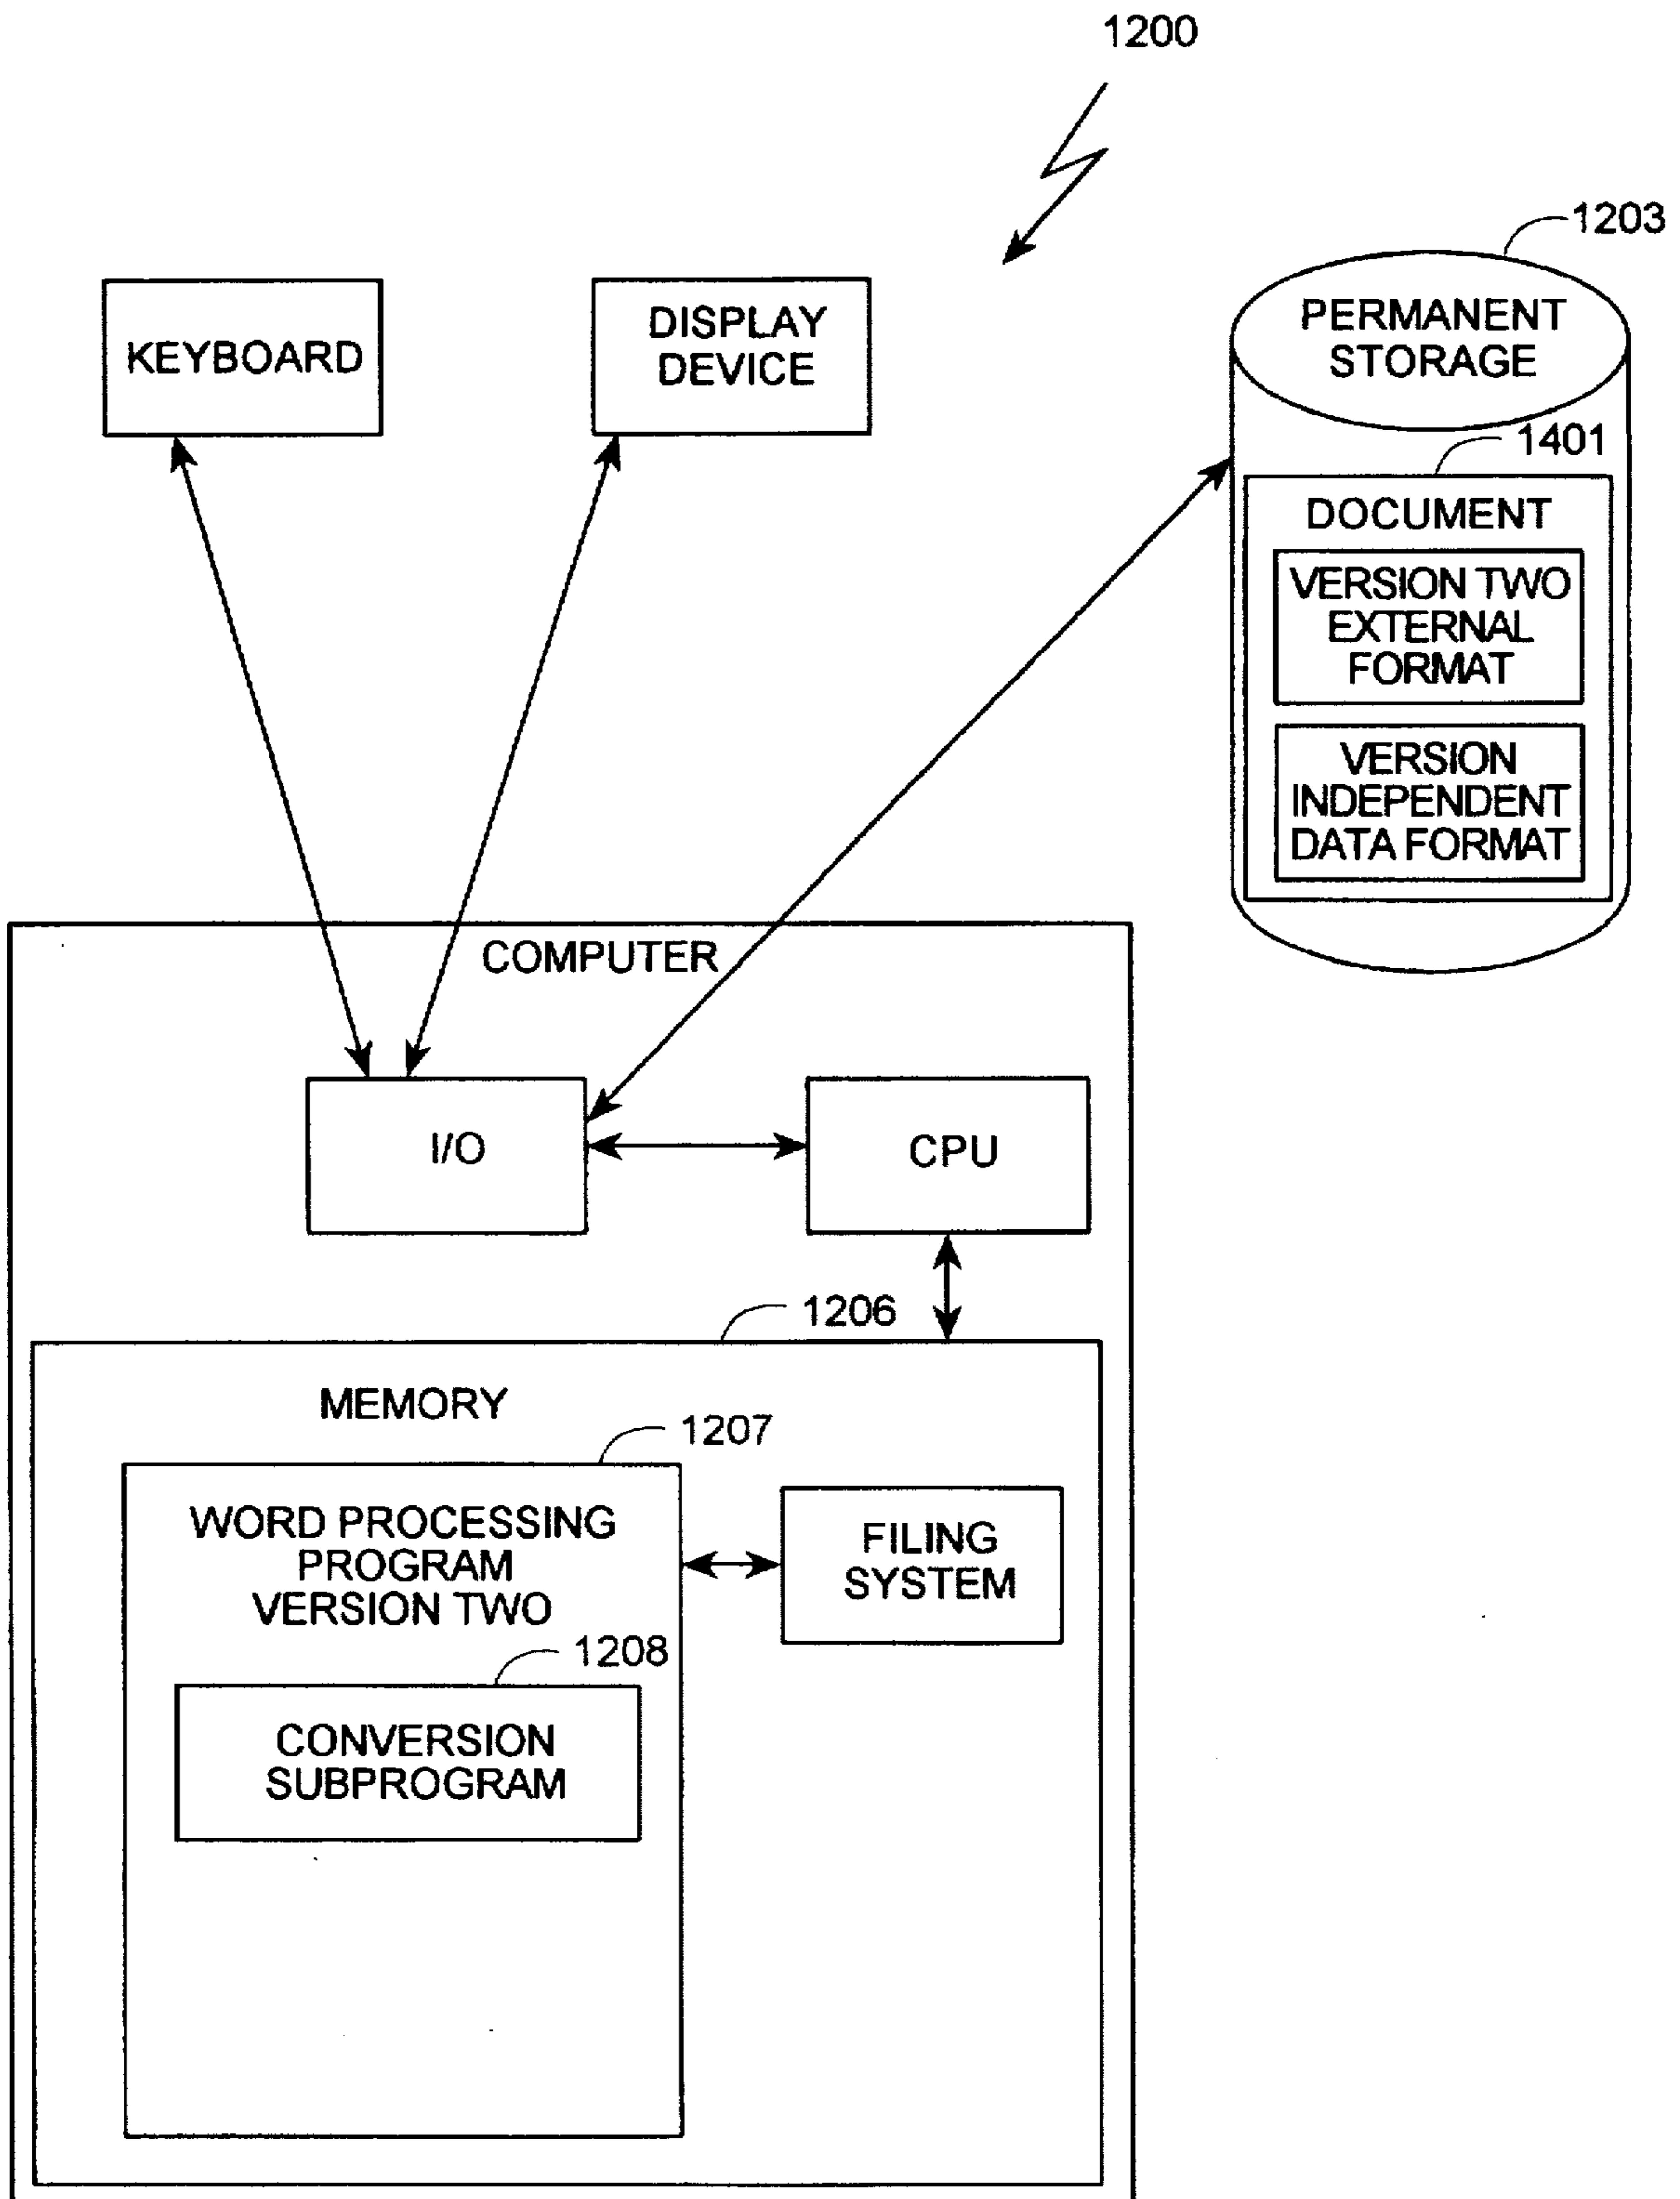 1200
1203
KEYBOARD
DISPLAY
DEVICE
PERMANENT
STORAGE
1401
DOCUMENT
VERSION TWO
EXTERNAL
FORMAT
VERSION
INDEPENDENT
DATA FORMAT
COMPUTER
I/O
CPU
1206
MEMORY
1207
WORD PROCESSING
PROGRAM
VERSION TWO
FILING
SYSTEM
1208
CONVERSION
SUBPROGRAM